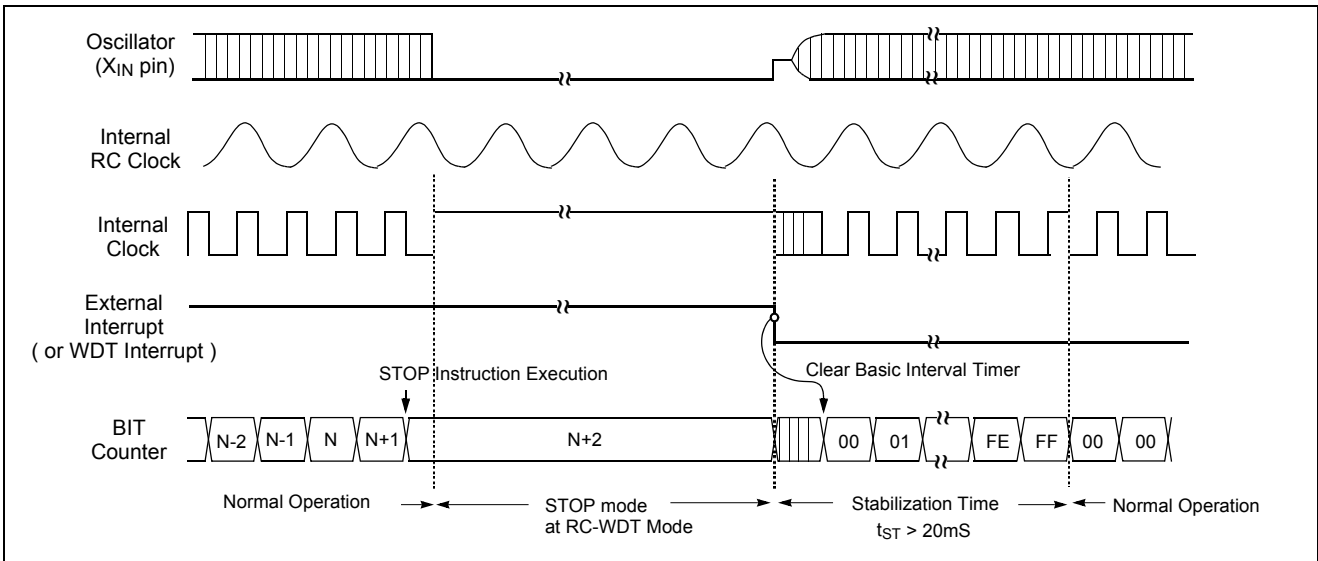 Oscillator
(XIN pin)
Internal
RC Clock
Internal
Clock
External
Interrupt
( or WDT Interrupt )
STOP Instruction Execution
Clear Basic Interval Timer
BIT
Counter
N-2 N-1 N N+1 N+2 00 01 FE FF 00 00
Normal Operation
STOP mode
at RC-WDT Mode
Stabilization Time
tST > 20mS
Normal Operation